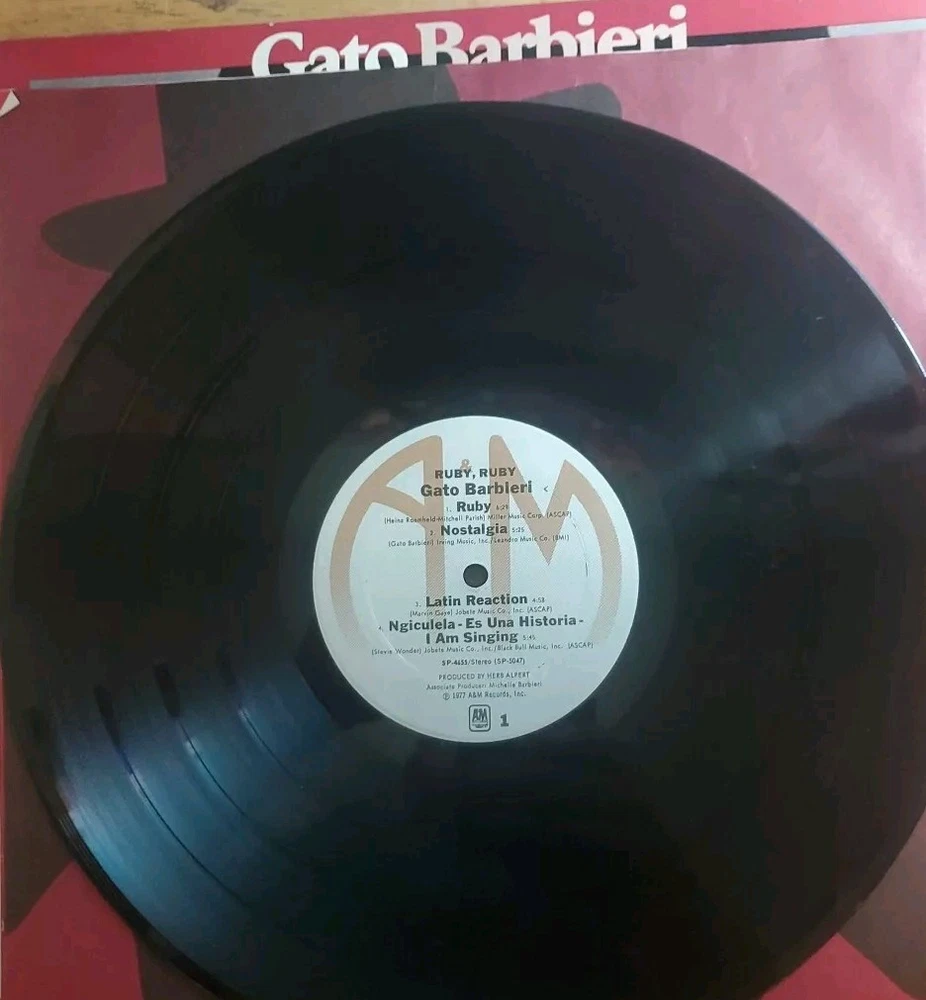 Gato Barbieri
A&M
RUBY, RUBY
Gato Barbieri
1. Ruby 6:29
(Heinz Roemheld-Mitchell Parish) Miller Music Corp. (ASCAP)
2. Nostalgia 5:25
(Gato Barbieri) Irving Music, Inc./Leandro Music Co. (BMI)
3. Latin Reaction 4:58
(Marvin Gaye) Jobete Music Co., Inc. (ASCAP)
4. Ngiculela - Es Una Historia -
I Am Singing 5:45
(Stevie Wonder) Jobete Music Co., Inc./Black Bull Music, Inc. (ASCAP)
SP-4655/Stereo (SP-5047)
PRODUCED BY HERB ALPERT
Associate Producer: Michelle Barbieri
℗ 1977 A&M Records, Inc.
A&M 1